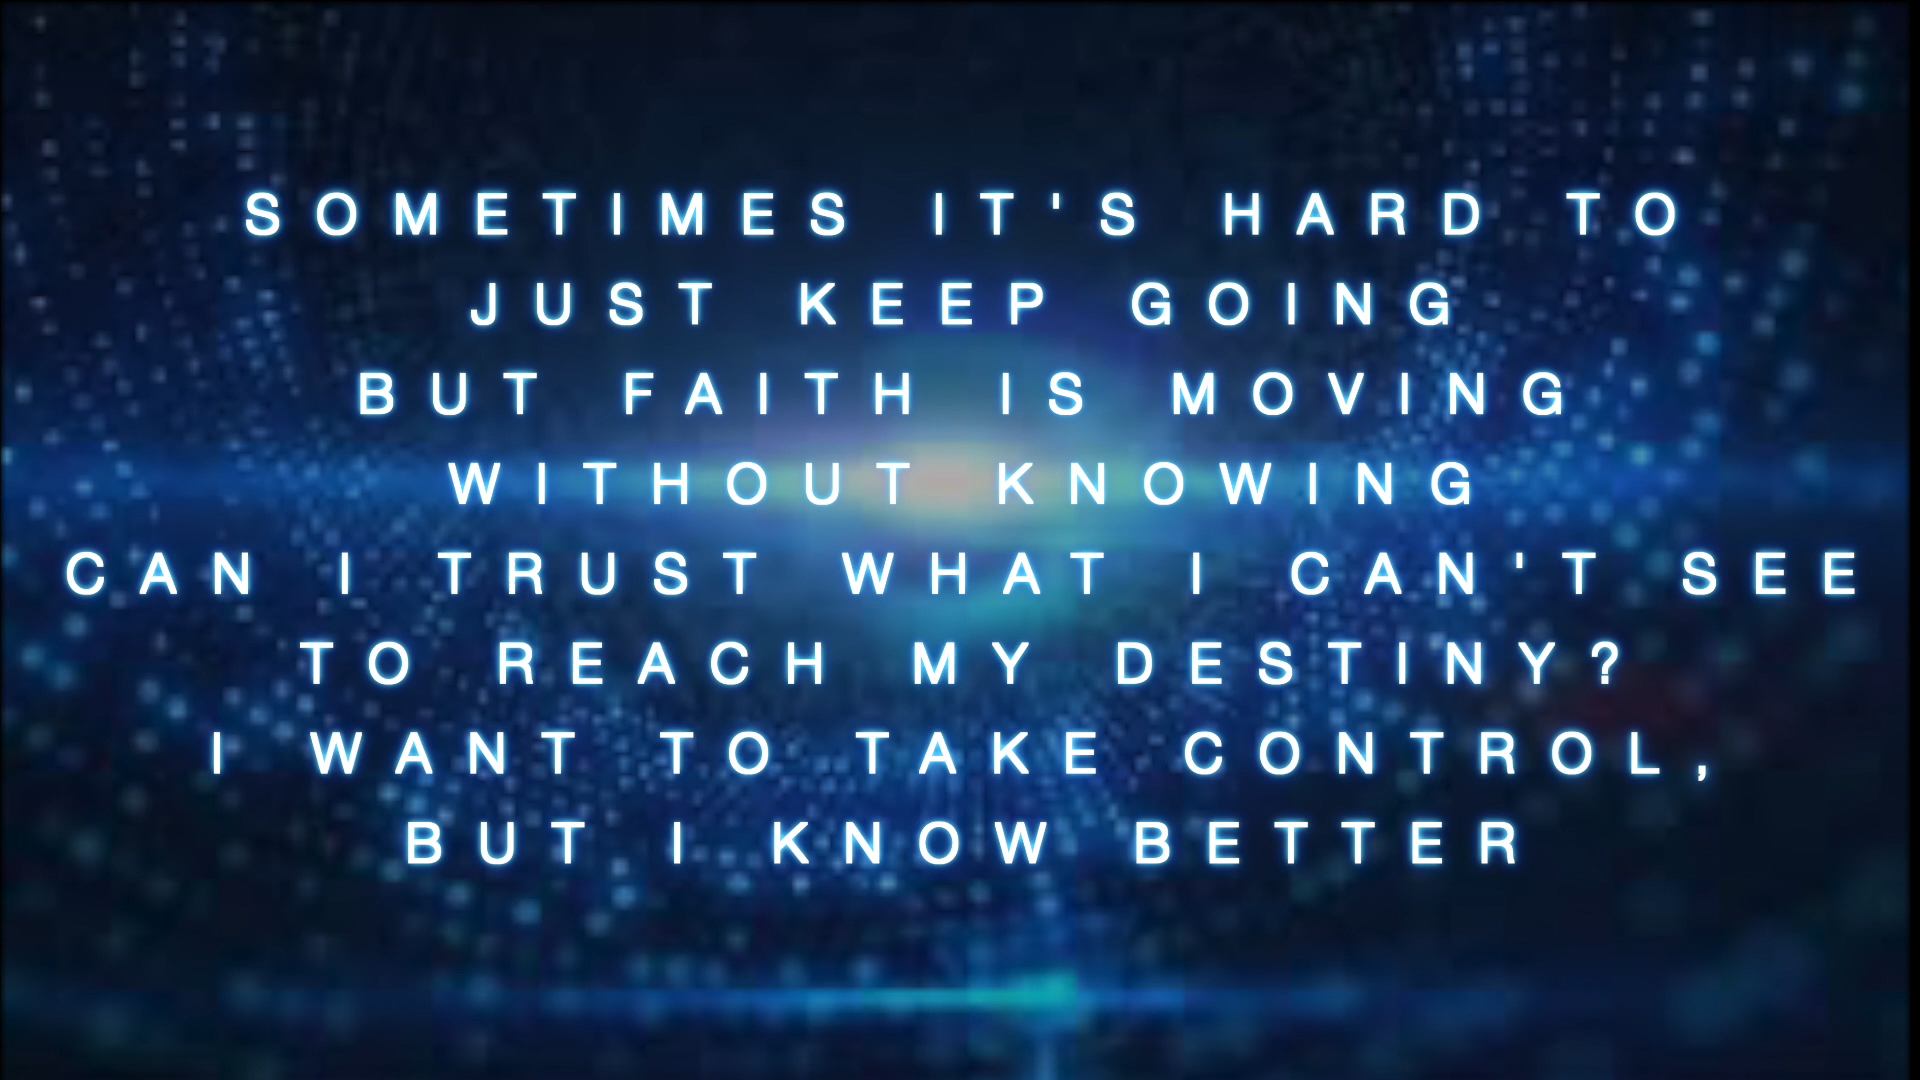 SOMETIMES IT'S HARD TO
JUST KEEP GOING
BUT FAITH IS MOVING
WITHOUT KNOWING
CAN I TRUST WHAT I CAN'T SEE
TO REACH MY DESTINY?
I WANT TO TAKE CONTROL,
BUT I KNOW BETTER